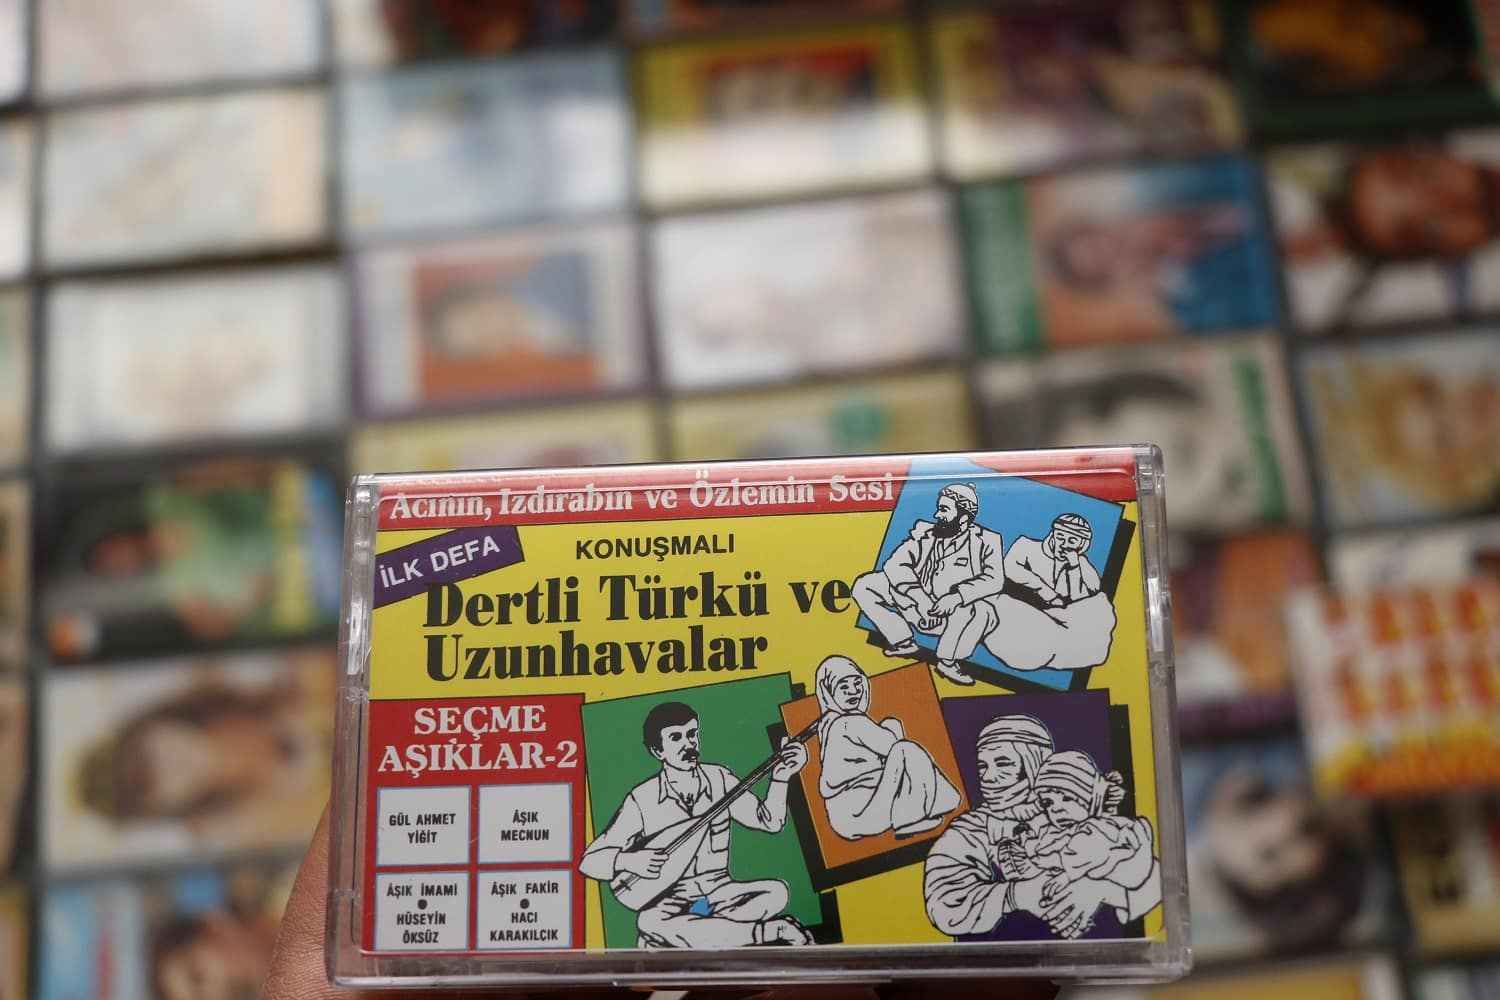 Acının, Izdırabın ve Özlemin Sesi
İLK DEFA
KONUŞMALI
Dertli Türkü ve
Uzunhavalar
SEÇME
AŞIKLAR-2
GÜL AHMET
YİĞİT
ÂŞIK
MECNUN
ÂŞIK İMAMİ
HÜSEYİN
ÖKSÜZ
ÂŞIK FAKİR
HACI
KARAKILÇIK